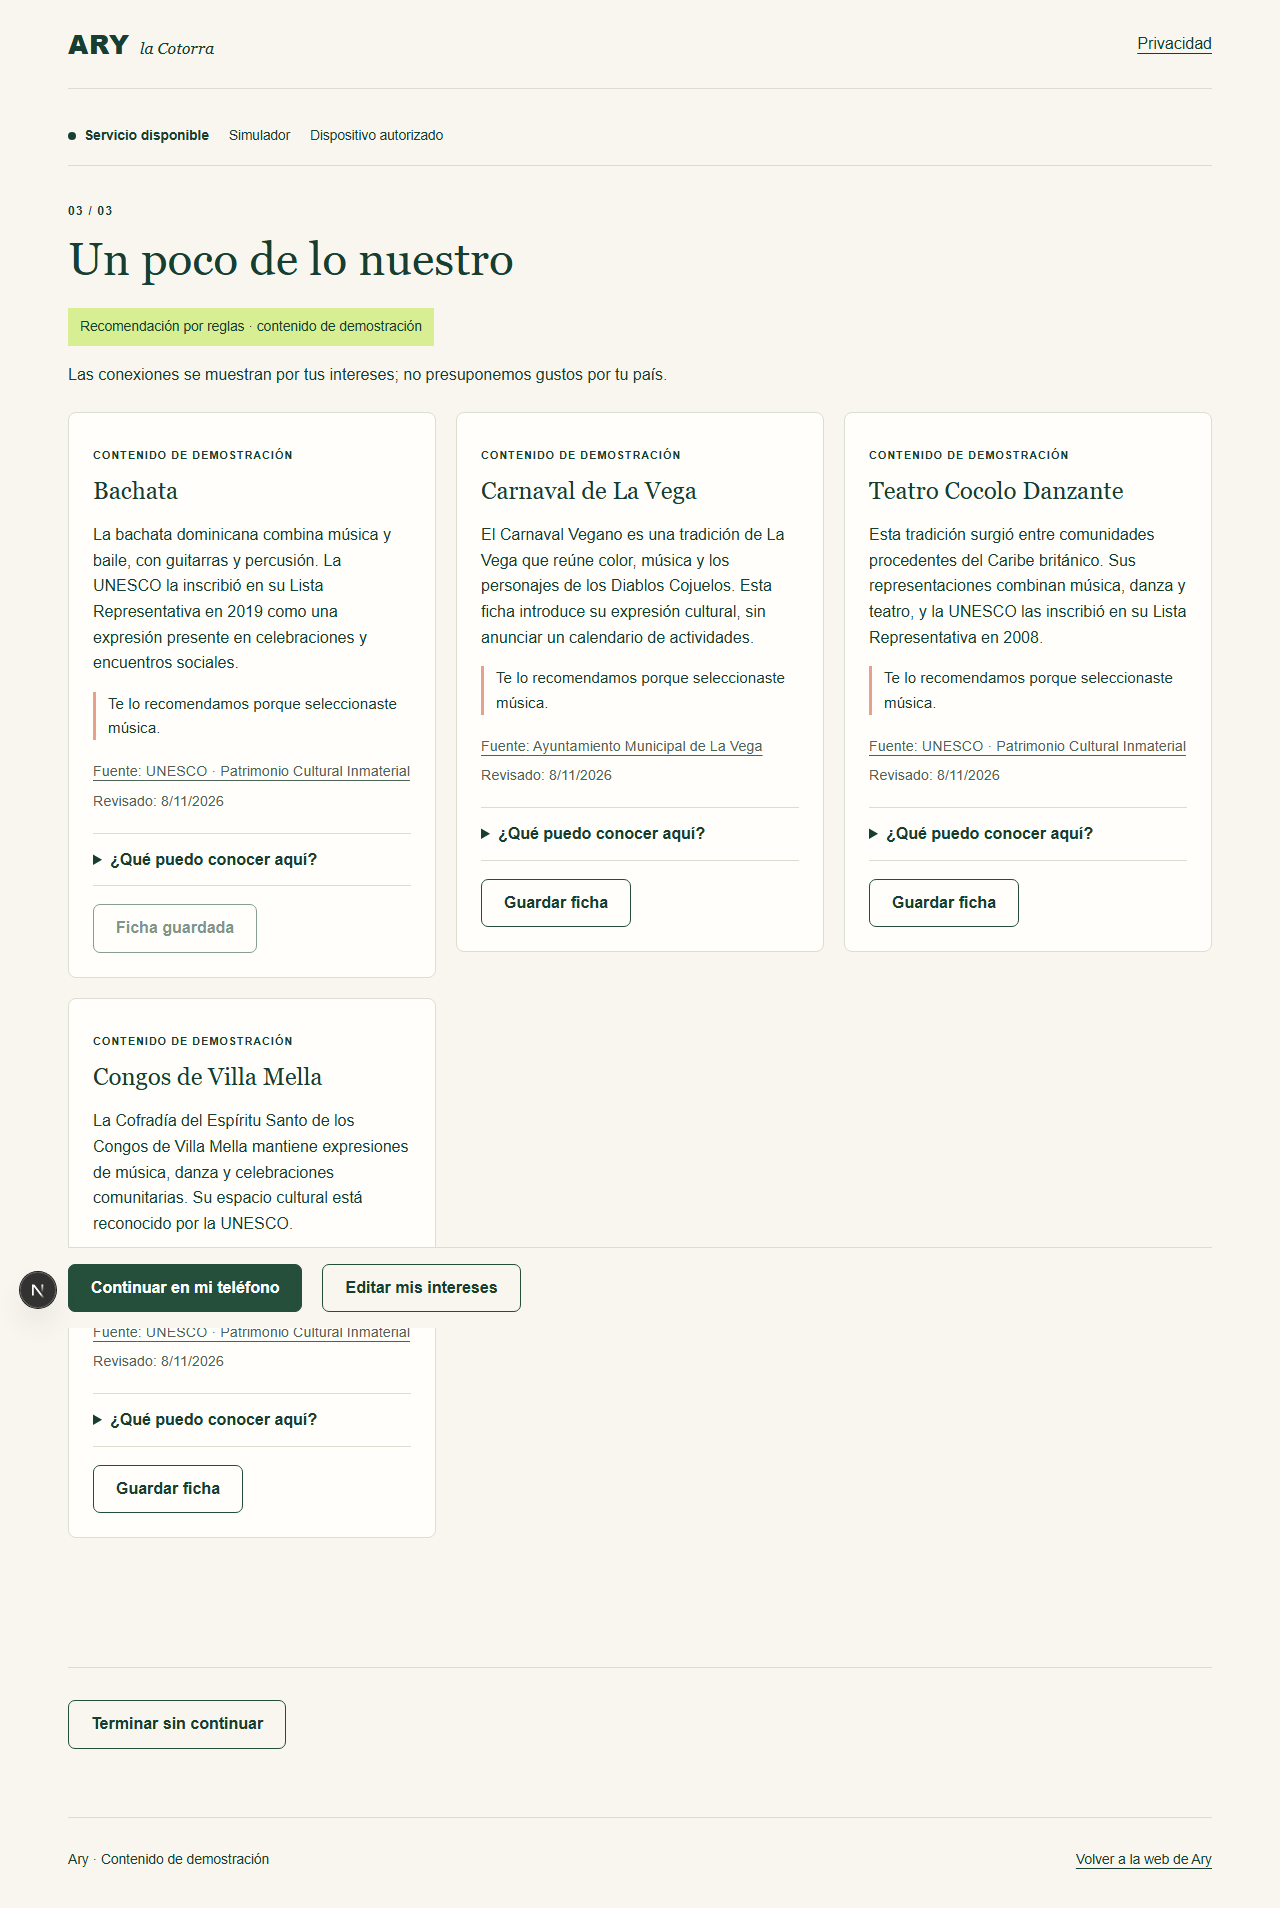 ARY la Cotorra
Privacidad
Servicio disponible Simulador Dispositivo autorizado
03 / 03
Un poco de lo nuestro
Recomendación por reglas · contenido de demostración
Las conexiones se muestran por tus intereses; no presuponemos gustos por tu país.
CONTENIDO DE DEMOSTRACIÓN
Bachata
La bachata dominicana combina música y
baile, con guitarras y percusión. La
UNESCO la inscribió en su Lista
Representativa en 2019 como una
expresión presente en celebraciones y
encuentros sociales.
Te lo recomendamos porque seleccionaste
música.
Fuente: UNESCO · Patrimonio Cultural Inmaterial
Revisado: 8/11/2026
¿Qué puedo conocer aquí?
Ficha guardada
CONTENIDO DE DEMOSTRACIÓN
Carnaval de La Vega
El Carnaval Vegano es una tradición de La
Vega que reúne color, música y los
personajes de los Diablos Cojuelos. Esta
ficha introduce su expresión cultural, sin
anunciar un calendario de actividades.
Te lo recomendamos porque seleccionaste
música.
Fuente: Ayuntamiento Municipal de La Vega
Revisado: 8/11/2026
¿Qué puedo conocer aquí?
Guardar ficha
CONTENIDO DE DEMOSTRACIÓN
Teatro Cocolo Danzante
Esta tradición surgió entre comunidades
procedentes del Caribe británico. Sus
representaciones combinan música, danza y
teatro, y la UNESCO las inscribió en su Lista
Representativa en 2008.
Te lo recomendamos porque seleccionaste
música.
Fuente: UNESCO · Patrimonio Cultural Inmaterial
Revisado: 8/11/2026
¿Qué puedo conocer aquí?
Guardar ficha
CONTENIDO DE DEMOSTRACIÓN
Congos de Villa Mella
La Cofradía del Espíritu Santo de los
Congos de Villa Mella mantiene expresiones
de música, danza y celebraciones
comunitarias. Su espacio cultural está
reconocido por la UNESCO.
N
Continuar en mi teléfono
Editar mis intereses
Fuente: UNESCO · Patrimonio Cultural Inmaterial
Revisado: 8/11/2026
¿Qué puedo conocer aquí?
Guardar ficha
Terminar sin continuar
Ary · Contenido de demostración
Volver a la web de Ary